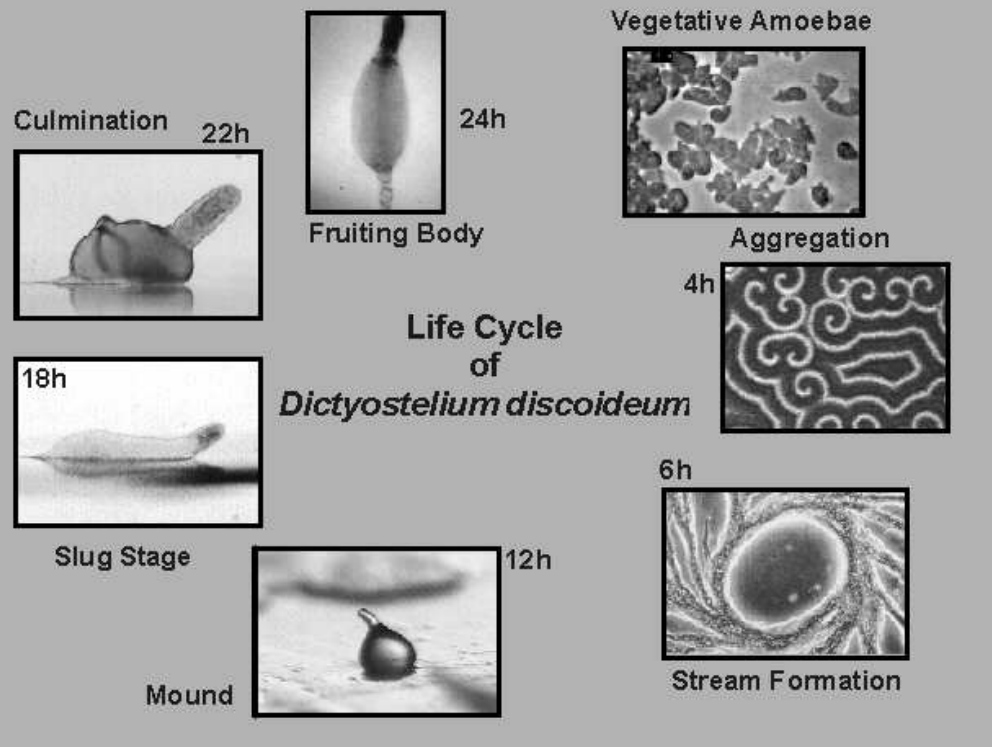 Vegetative Amoebae
Culmination
22h
24h
Fruiting Body
Aggregation
4h
Life Cycle
of
Dictyostelium discoideum
18h
6h
Slug Stage
12h
Stream Formation
Mound